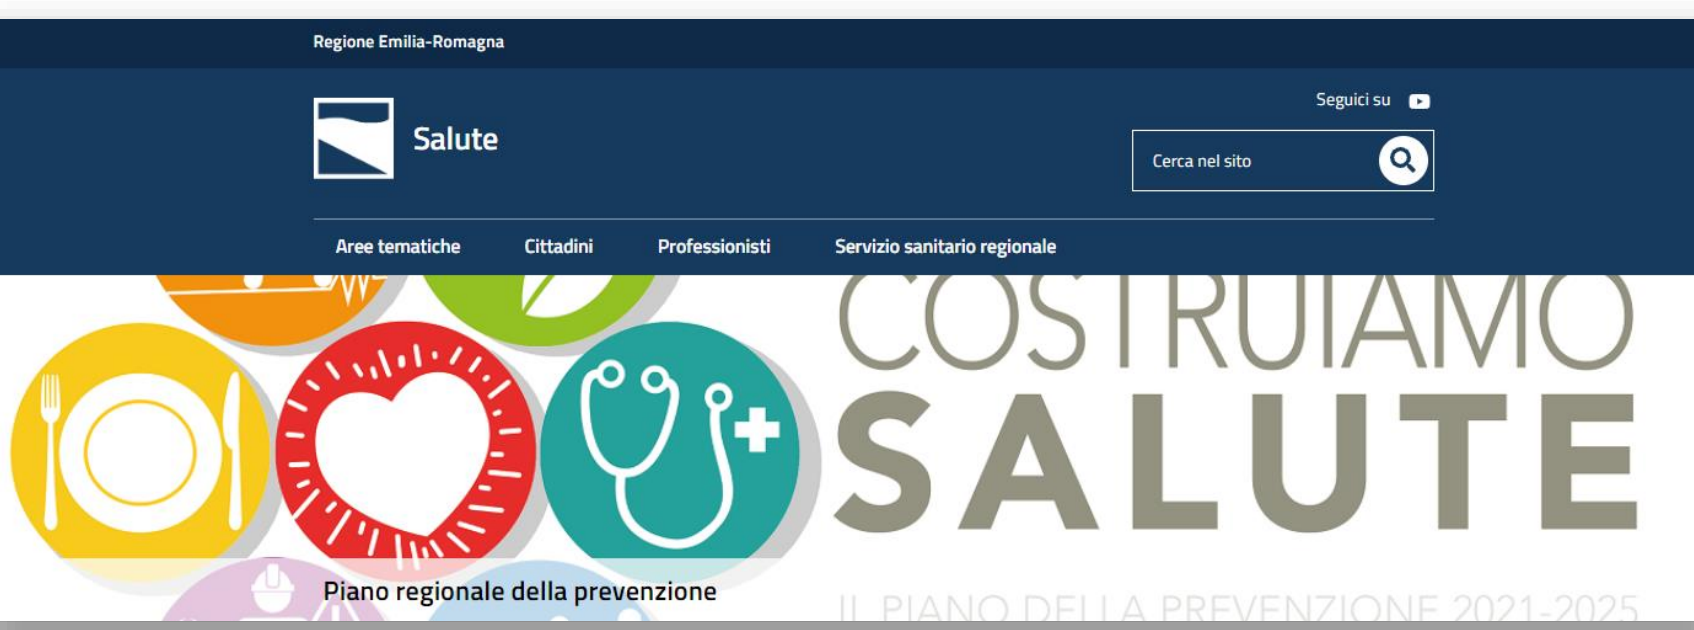 Regione Emilia-Romagna
Seguici su
Salute
Cerca nel sito
Aree tematiche Cittadini Professionisti Servizio sanitario regionale
COSTRUIAMO
SALUTE
Piano regionale della prevenzione
IL PIANO DELLA PREVENZIONE 2021-2025